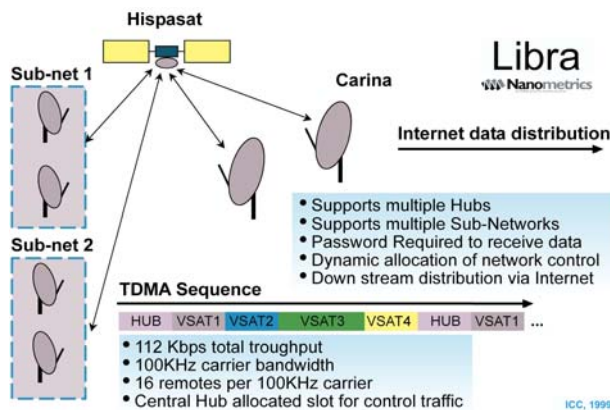 Hispasat
Libra
Nanometrics
Sub-net 1
Carina
Internet data distribution
• Supports multiple Hubs
• Supports multiple Sub-Networks
• Password Required to receive data
• Dynamic allocation of network control
• Down stream distribution via Internet
Sub-net 2
TDMA Sequence
HUB VSAT1 VSAT2 VSAT3 VSAT4 HUB VSAT1 ...
• 112 Kbps total troughput
• 100KHz carrier bandwidth
• 16 remotes per 100KHz carrier
• Central Hub allocated slot for control traffic
ICC, 1999